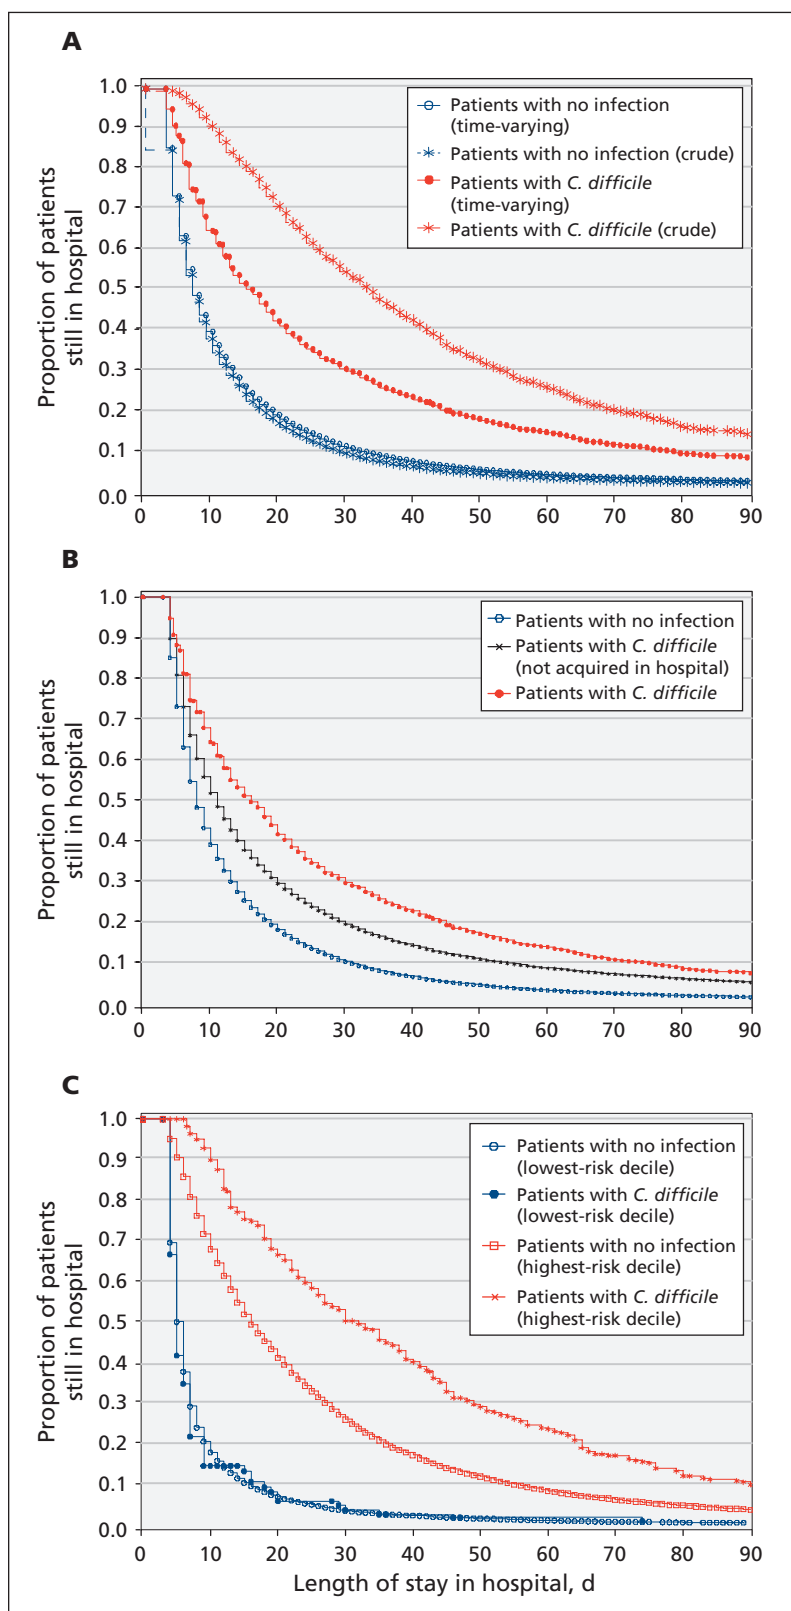 A
1.0
0.9
0.8
0.7
0.6
0.5
0.4
0.3
0.2
0.1
0.0
Proportion of patients
still in hospital
Patients with no infection
(time-varying)
Patients with no infection (crude)
Patients with C. difficile
(time-varying)
Patients with C. difficile (crude)
0 10 20 30 40 50 60 70 80 90
B
1.0
0.9
0.8
0.7
0.6
0.5
0.4
0.3
0.2
0.1
0.0
Proportion of patients
still in hospital
Patients with no infection
Patients with C. difficile
(not acquired in hospital)
Patients with C. difficile
0 10 20 30 40 50 60 70 80 90
C
1.0
0.9
0.8
0.7
0.6
0.5
0.4
0.3
0.2
0.1
0.0
Proportion of patients
still in hospital
Patients with no infection
(lowest-risk decile)
Patients with C. difficile
(lowest-risk decile)
Patients with no infection
(highest-risk decile)
Patients with C. difficile
(highest-risk decile)
0 10 20 30 40 50 60 70 80 90
Length of stay in hospital, d